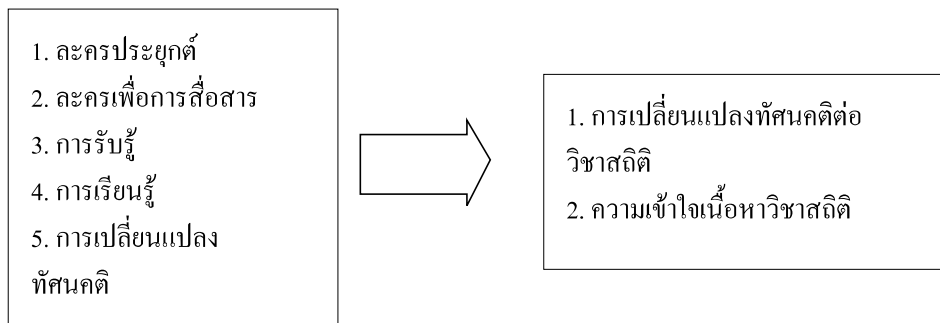 1. ละครประยุกต์
2. ละครเพื่อการสื่อสาร
3. การรับรู้
4. การเรียนรู้
5. การเปลี่ยนแปลง
ทัศนคติ
1. การเปลี่ยนแปลงทัศนคติต่อ
วิชาสถิติ
2. ความเข้าใจเนื้อหาวิชาสถิติ